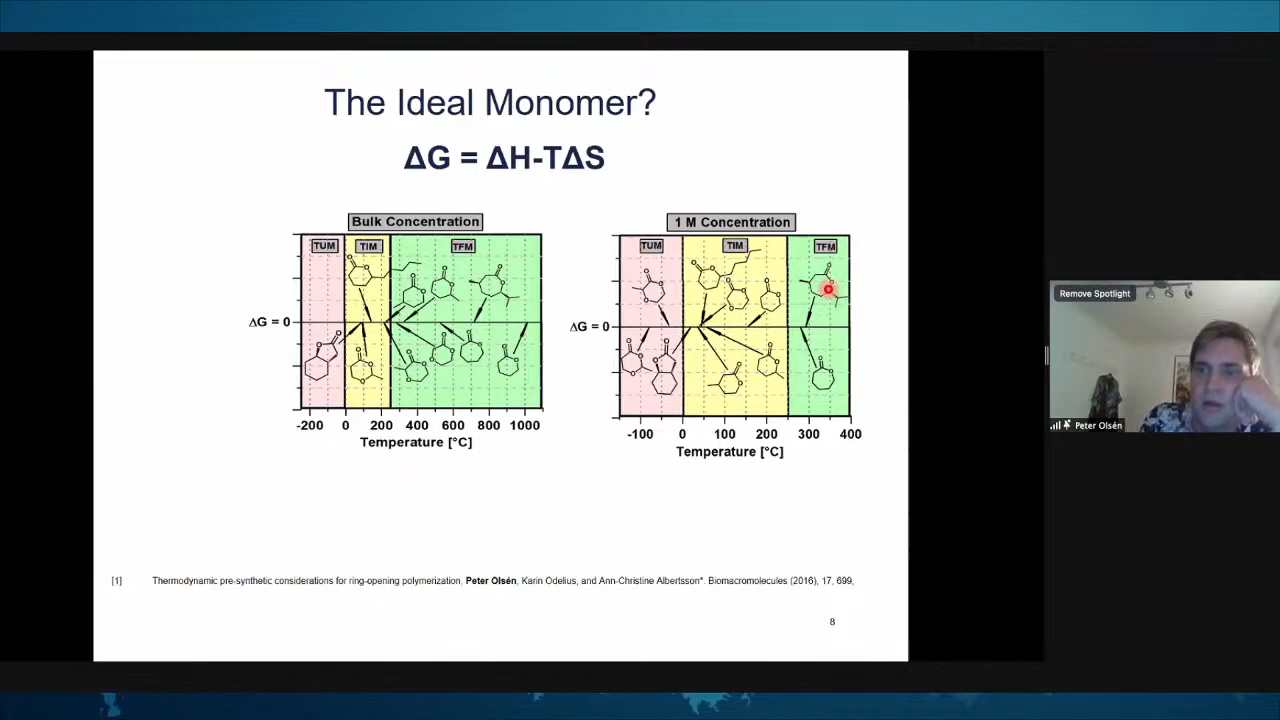 The Ideal Monomer?
ΔG = ΔH-TΔS
Bulk Concentration
TUM TIM TFM
ΔG = 0
-200 0 200 400 600 800 1000
Temperature [°C]
1 M Concentration
TUM TIM TFM
ΔG = 0
-100 0 100 200 300 400
Temperature [°C]
Remove Spotlight
Peter Olsén
[1] Thermodynamic pre-synthetic considerations for ring-opening polymerization, Peter Olsén, Karin Odelius, and Ann-Christine Albertsson*. Biomacromolecules (2016), 17, 699,
8